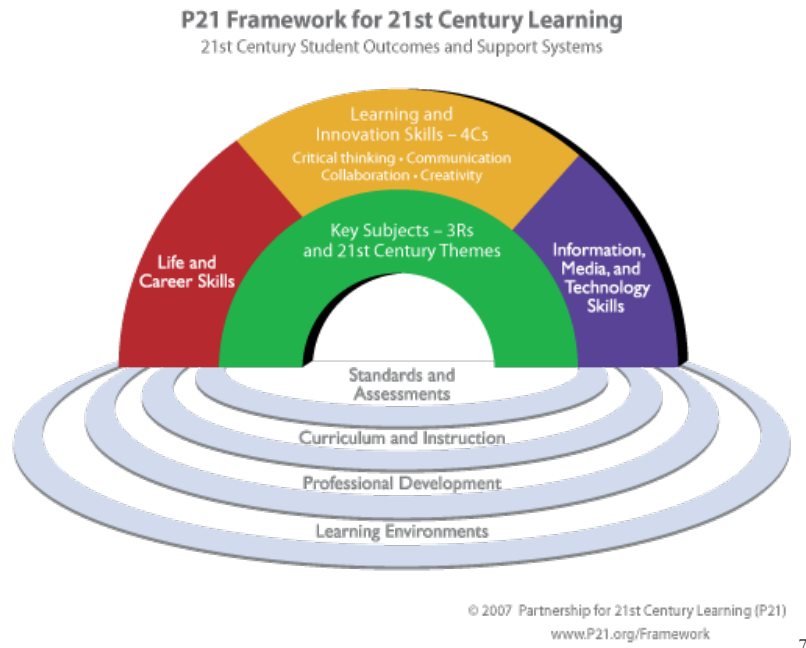 P21 Framework for 21st Century Learning
21st Century Student Outcomes and Support Systems
Learning and
Innovation Skills – 4Cs
Critical thinking • Communication
Collaboration • Creativity
Key Subjects – 3Rs
and 21st Century Themes
Life and
Career Skills
Information,
Media, and
Technology
Skills
Standards and
Assessments
Curriculum and Instruction
Professional Development
Learning Environments
© 2007 Partnership for 21st Century Learning (P21)
www.P21.org/Framework
7